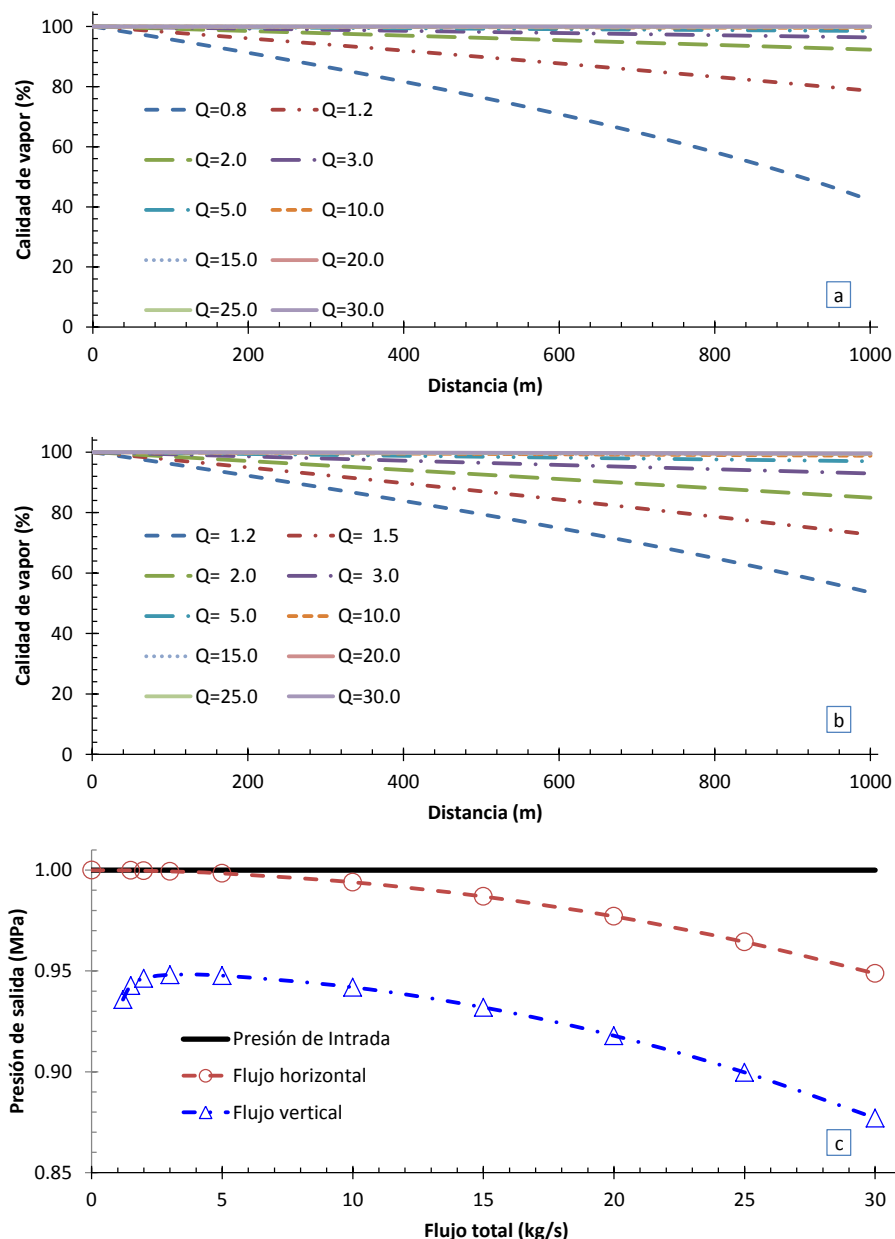 Calidad de vapor (%)
100
80
60
40
20
0
Q=0.8
Q=1.2
Q=2.0
Q=3.0
Q=5.0
Q=10.0
Q=15.0
Q=20.0
Q=25.0
Q=30.0
a
0 200 400 600 800 1000
Distancia (m)
Calidad de vapor (%)
100
80
60
40
20
0
Q= 1.2
Q= 1.5
Q= 2.0
Q= 3.0
Q= 5.0
Q=10.0
Q=15.0
Q=20.0
Q=25.0
Q=30.0
b
0 200 400 600 800 1000
Distancia (m)
Presión de salida (MPa)
1.00
0.95
0.90
0.85
Presión de Intrada
Flujo horizontal
Flujo vertical
c
0 5 10 15 20 25 30
Flujo total (kg/s)